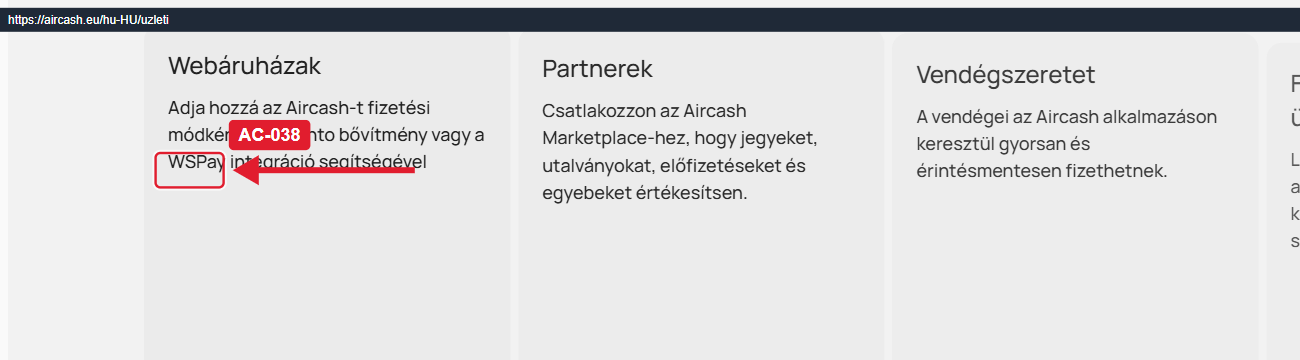 https://aircash.eu/hu-HU/uzleti
Webáruházak
Adja hozzá az Aircash-t fizetési
módkén AC-038 nto bővítmény vagy a
WSPay integráció segítségével
Partnerek
Csatlakozzon az Aircash
Marketplace-hez, hogy jegyeket,
utalványokat, előfizetéseket és
egyebeket értékesítsen.
Vendégszeretet
A vendégei az Aircash alkalmazáson
keresztül gyorsan és
érintésmentesen fizethetnek.